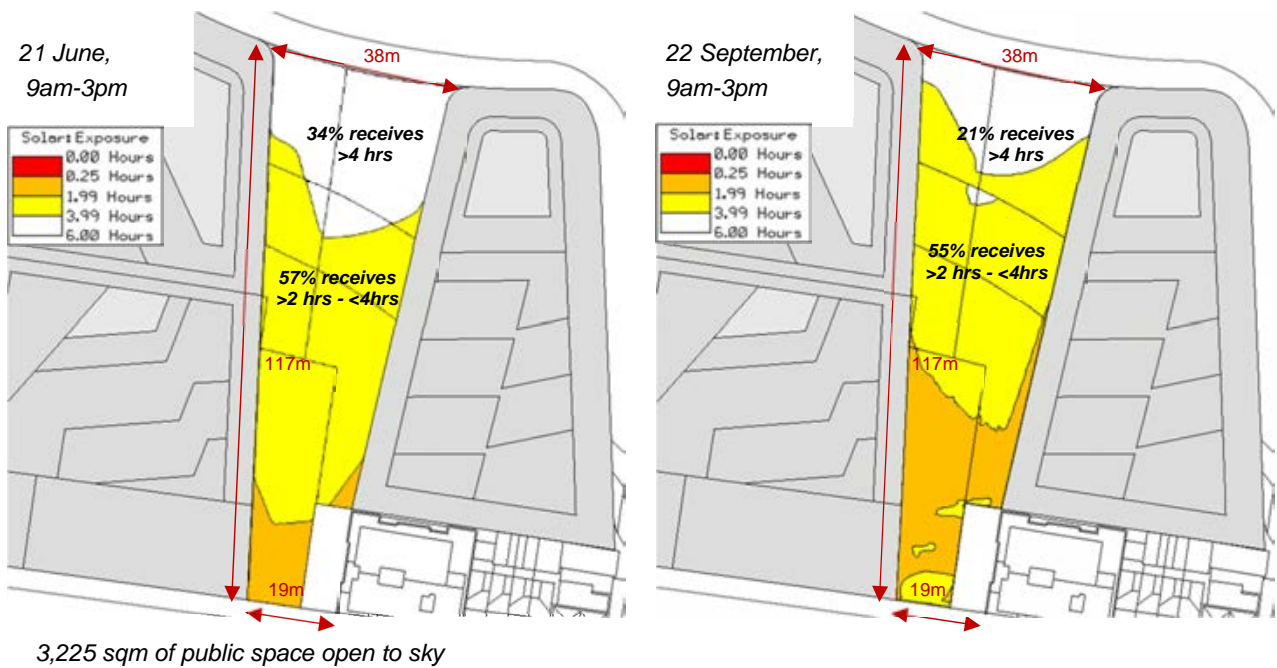 21 June,
9am-3pm
Solar: Exposure
0.00 Hours
0.25 Hours
1.99 Hours
3.99 Hours
6.00 Hours
38m
34% receives
>4 hrs
57% receives
>2 hrs - <4hrs
117m
19m
3,225 sqm of public space open to sky
22 September,
9am-3pm
Solar: Exposure
0.00 Hours
0.25 Hours
1.99 Hours
3.99 Hours
6.00 Hours
38m
21% receives
>4 hrs
55% receives
>2 hrs - <4hrs
117m
19m